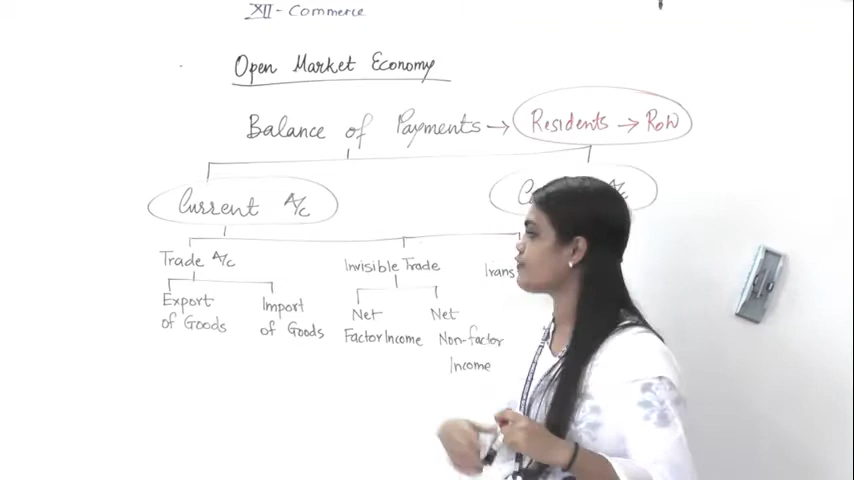 XII - Commerce
Open Market Economy
Balance of Payments → Residents → RoW
Current A/c A/c
Trade A/c Invisible Trade
Export of Goods Import of Goods
Net Factor Income Net Non-factor Income